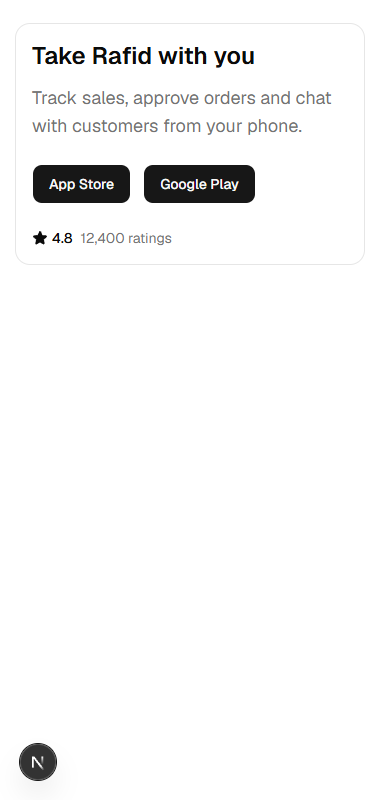 Take Rafid with you
Track sales, approve orders and chat
with customers from your phone.
App Store
Google Play
4.8 12,400 ratings
N